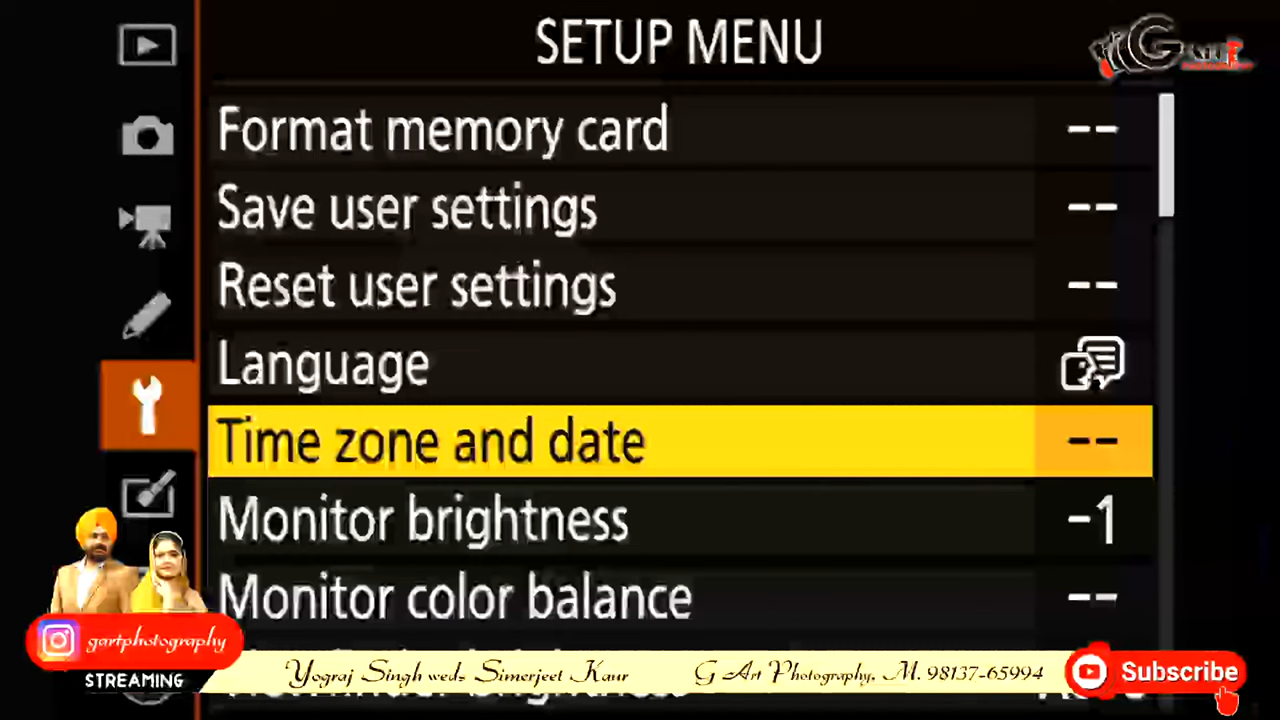 SETUP MENU
Format memory card --
Save user settings --
Reset user settings --
Language
Time zone and date --
Monitor brightness -1
Monitor color balance --
gartphotography
STREAMING
Yograj Singh weds Simerjeet Kaur
G Art Photography, M. 98137-65994
Subscribe